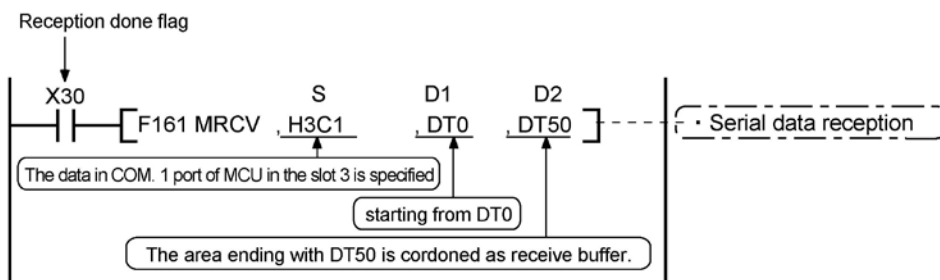 Reception done flag
X30 S D1 D2
F161 MRCV , H3C1 , DT0 , DT50
· Serial data reception
The data in COM. 1 port of MCU in the slot 3 is specified
starting from DT0
The area ending with DT50 is cordoned as receive buffer.